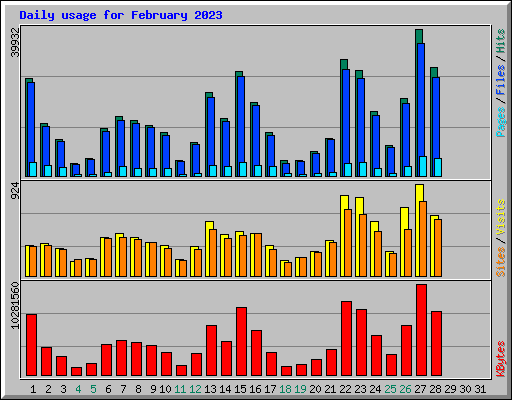 Daily usage for February 2023
39932
Pages/Files/Hits
924
Sites/Visits
10281560
KBytes
1 2 3 4 5 6 7 8 9 10 11 12 13 14 15 16 17 18 19 20 21 22 23 24 25 26 27 28 29 30 31